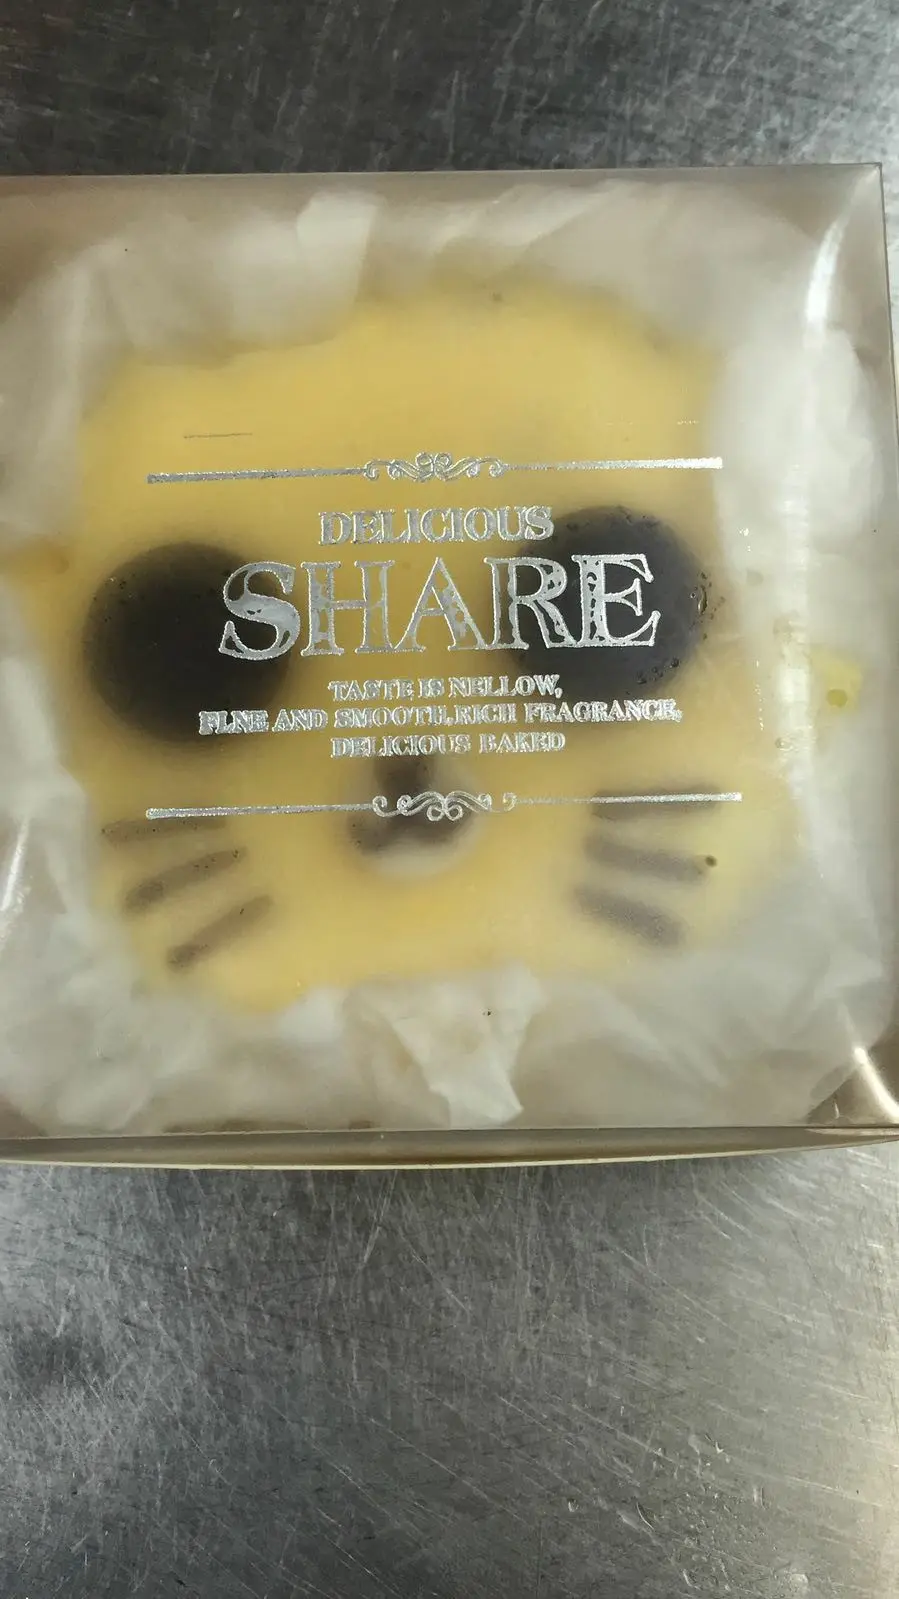 DELICIOUS
SHARE
TASTE IS NELLOW,
FLNE AND SMOOTH,RICH FRAGRANCE,
DELICIOUS BAKED